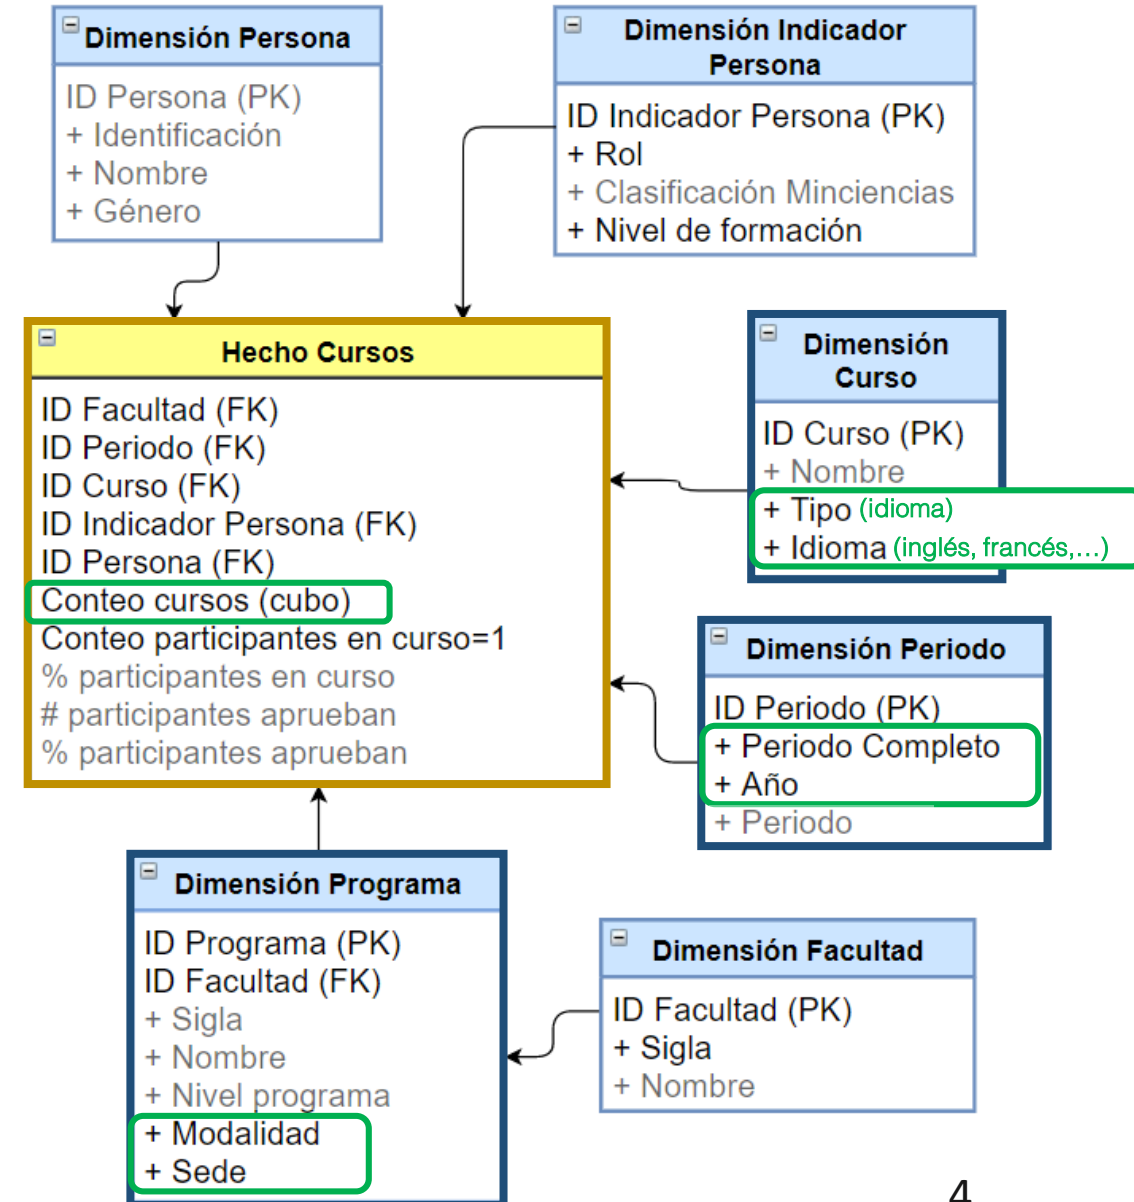 Dimensión Persona
ID Persona (PK)
+ Identificación
+ Nombre
+ Género
Dimensión Indicador
Persona
ID Indicador Persona (PK)
+ Rol
+ Clasificación Minciencias
+ Nivel de formación
Hecho Cursos
ID Facultad (FK)
ID Periodo (FK)
ID Curso (FK)
ID Indicador Persona (FK)
ID Persona (FK)
Conteo cursos (cubo)
Conteo participantes en curso=1
% participantes en curso
# participantes aprueban
% participantes aprueban
Dimensión
Curso
ID Curso (PK)
+ Nombre
+ Tipo (idioma)
+ Idioma (inglés, francés,...)
Dimensión Periodo
ID Periodo (PK)
+ Periodo Completo
+ Año
+ Periodo
Dimensión Programa
ID Programa (PK)
ID Facultad (FK)
+ Sigla
+ Nombre
+ Nivel programa
+ Modalidad
+ Sede
Dimensión Facultad
ID Facultad (PK)
+ Sigla
+ Nombre
4